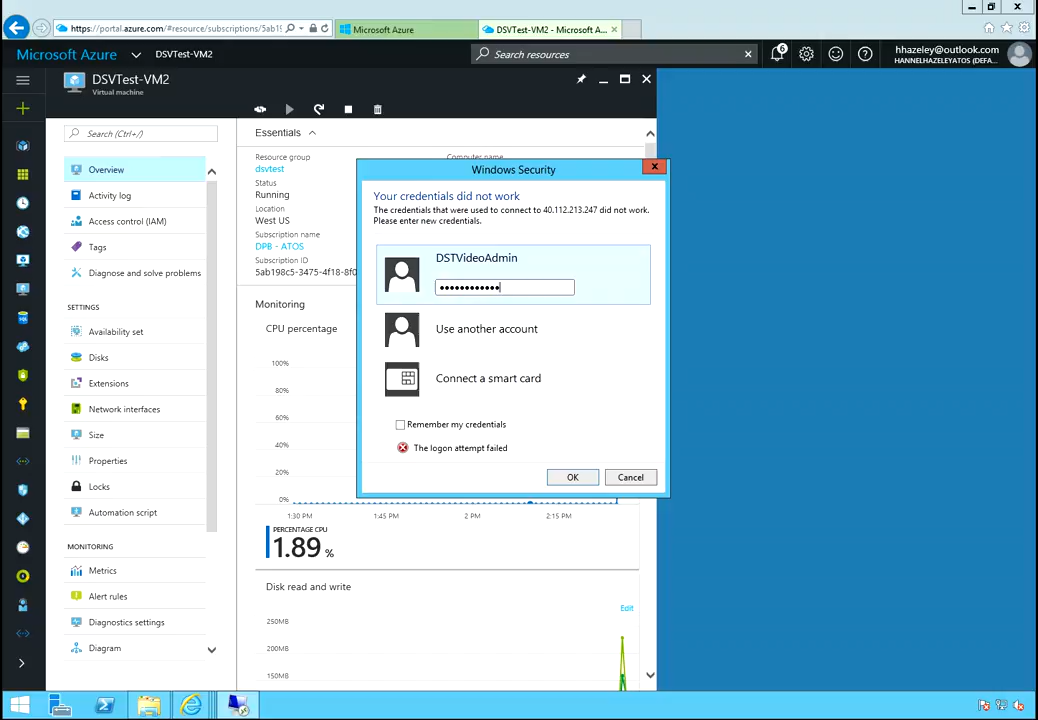 https://portal.azure.com/#resource/subscriptions/5ab19
Microsoft Azure
DSVTest-VM2 - Microsoft A...
Microsoft Azure
DSVTest-VM2
Search resources
6
hhazeley@outlook.com
HANNELHAZELEYATOS (DEFA...
DSVTest-VM2
Virtual machine
Search (Ctrl+/)
Overview
Activity log
Access control (IAM)
Tags
Diagnose and solve problems
SETTINGS
Availability set
Disks
Extensions
Network interfaces
Size
Properties
Locks
Automation script
MONITORING
Metrics
Alert rules
Diagnostics settings
Diagram
Essentials
Resource group
Computer name
dsvtest
Status
Running
Location
West US
Subscription name
DPB - ATOS
Subscription ID
5ab198c5-3475-4f18-8f0
Monitoring
CPU percentage
100%
80%
60%
40%
20%
0%
1:30 PM
1:45 PM
2 PM
2:15 PM
PERCENTAGE CPU
1.89 %
Disk read and write
Edit
250MB
200MB
150MB
Windows Security
Your credentials did not work
The credentials that were used to connect to 40.112.213.247 did not work.
Please enter new credentials.
DSTVideoAdmin
Use another account
Connect a smart card
Remember my credentials
The logon attempt failed
OK
Cancel